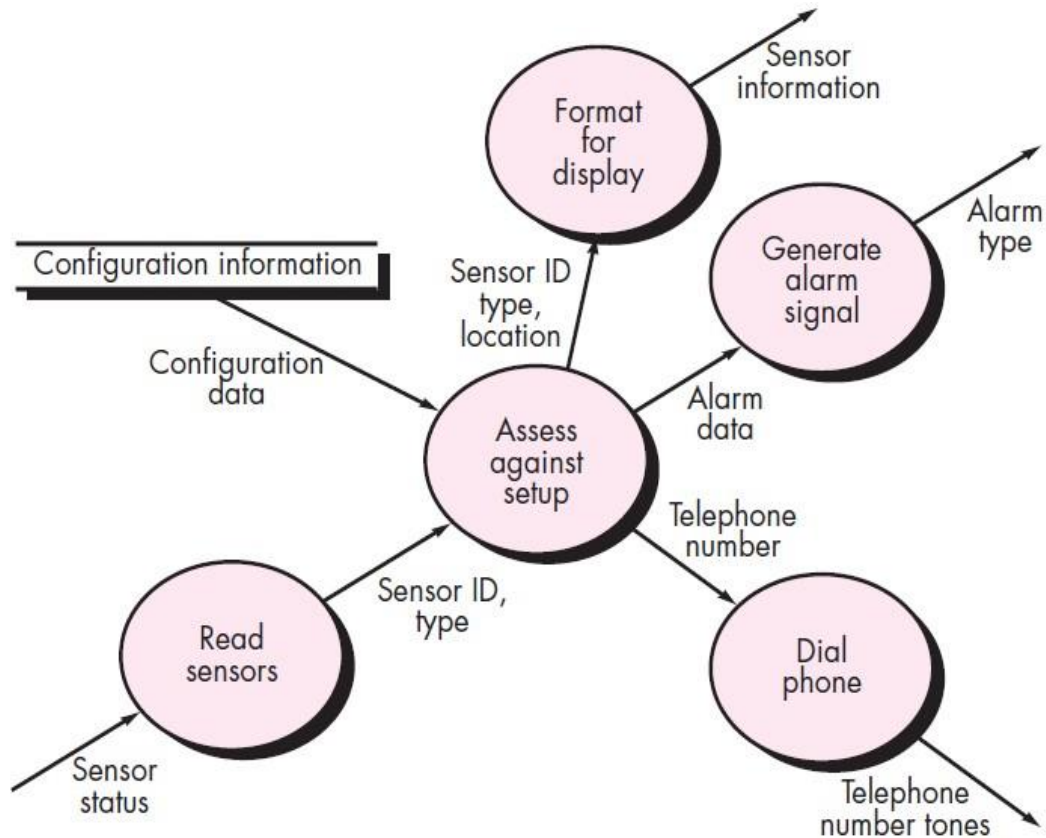 Sensor
information
Format
for
display
Alarm
type
Generate
alarm
signal
Configuration information
Sensor ID
type,
location
Configuration
data
Alarm
data
Assess
against
setup
Telephone
number
Sensor ID,
type
Read
sensors
Dial
phone
Sensor
status
Telephone
number tones